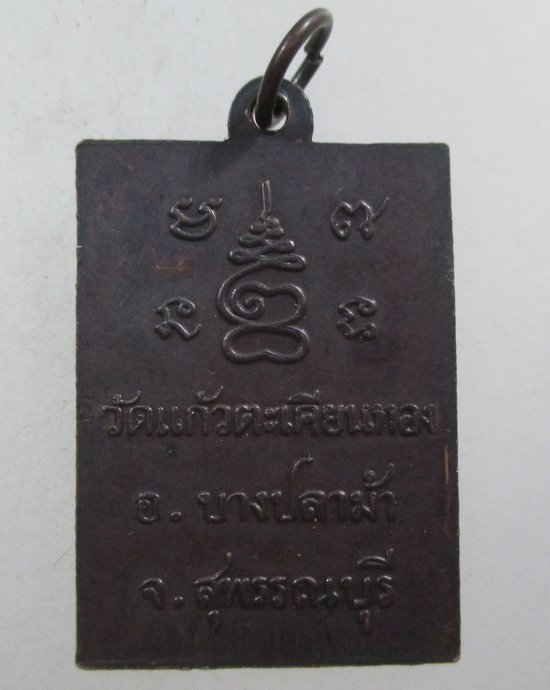 วัดแก้วตะเคียนทอง
อ. บางปลาม้า
จ. สุพรรณบุรี